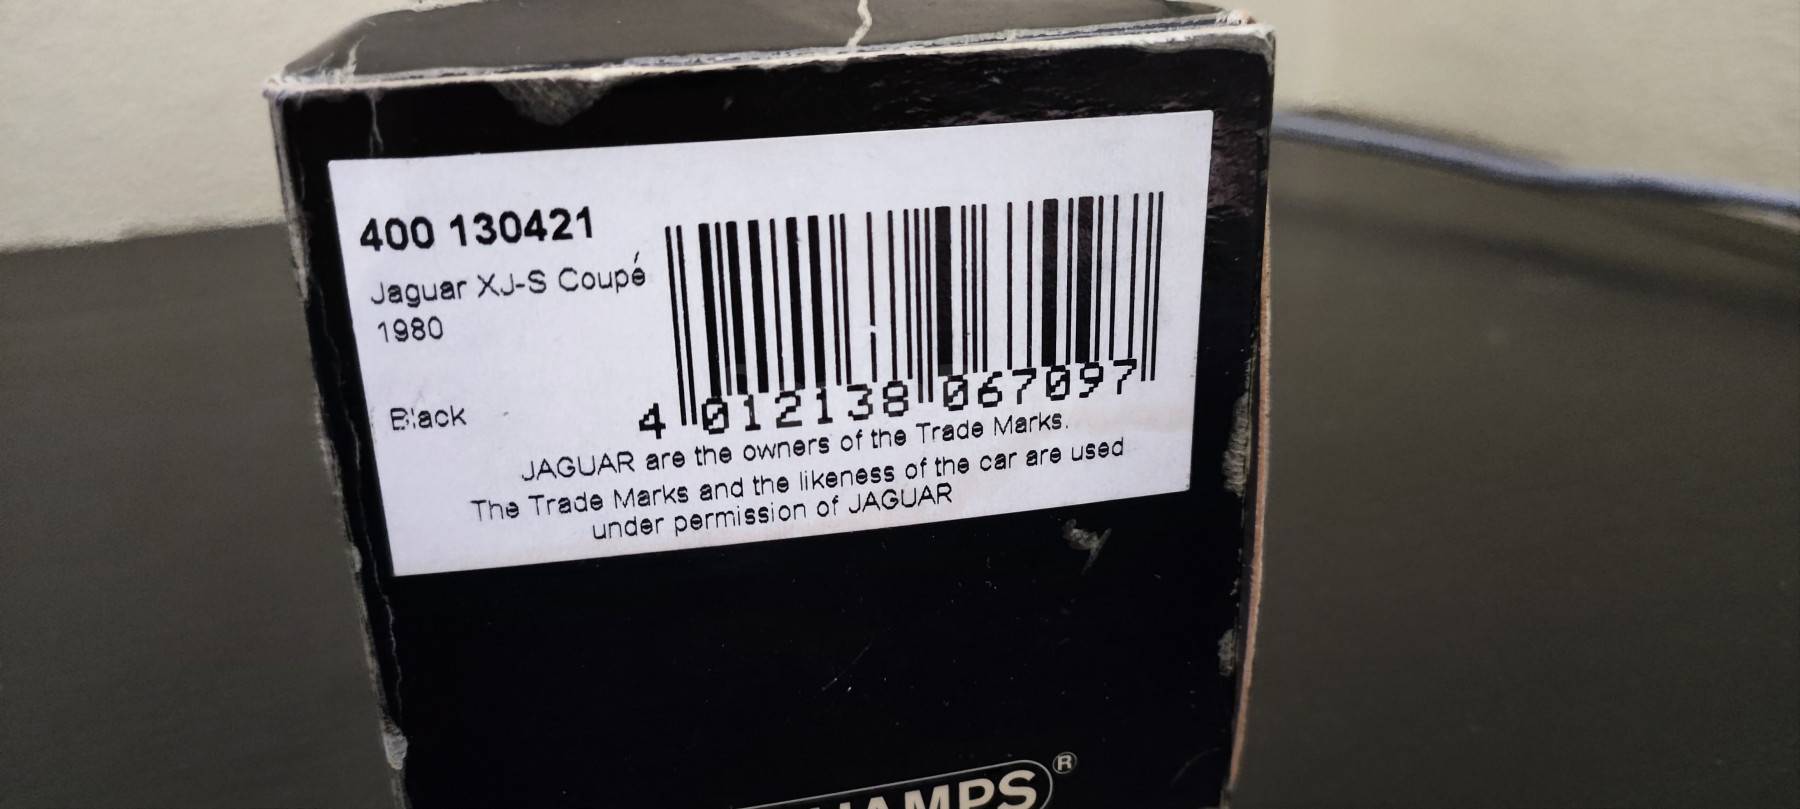 400 130421
Jaguar XJ-S Coupé
1980
Black
4 012138 067097
JAGUAR are the owners of the Trade Marks.
The Trade Marks and the likeness of the car are used
under permission of JAGUAR